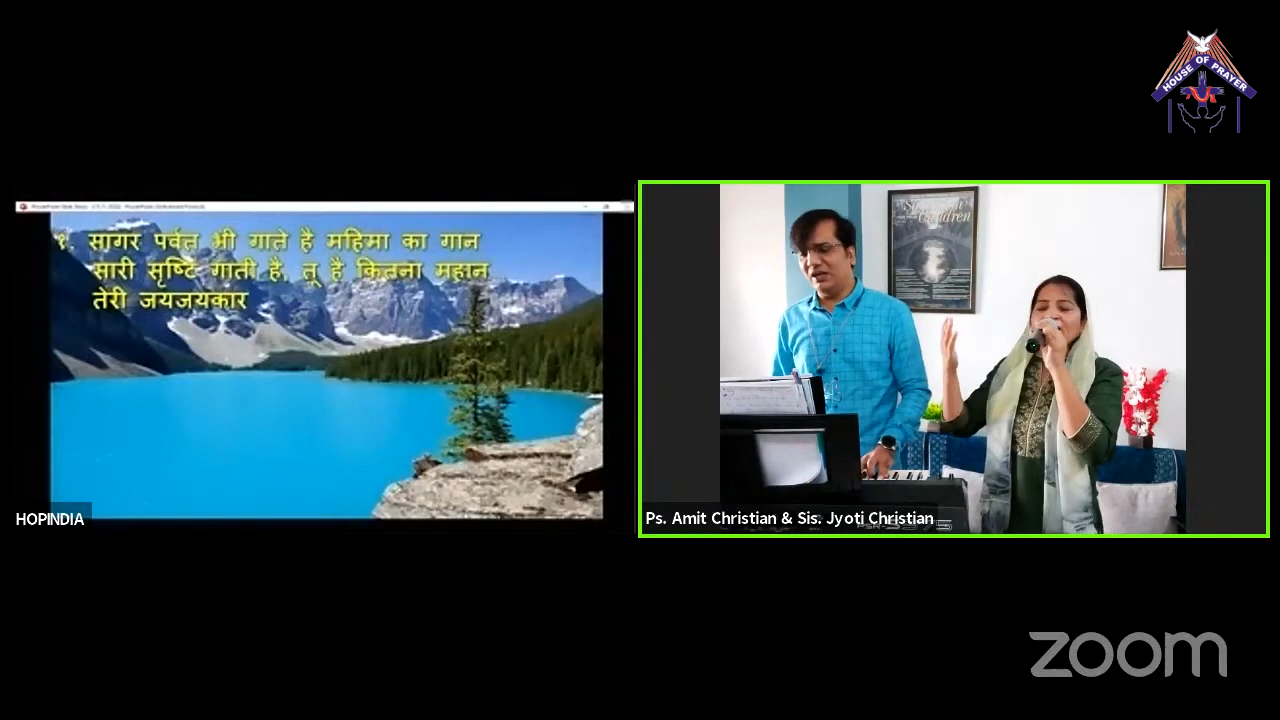 HOUSE OF PRAYER
१. सागर पर्वत भी गाते है महिमा का गान
सारी सृष्टि गाती है, तू है कितना महान
तेरी जयजयकार
Children
HOPINDIA
Ps. Amit Christian & Sis. Jyoti Christian
zoom